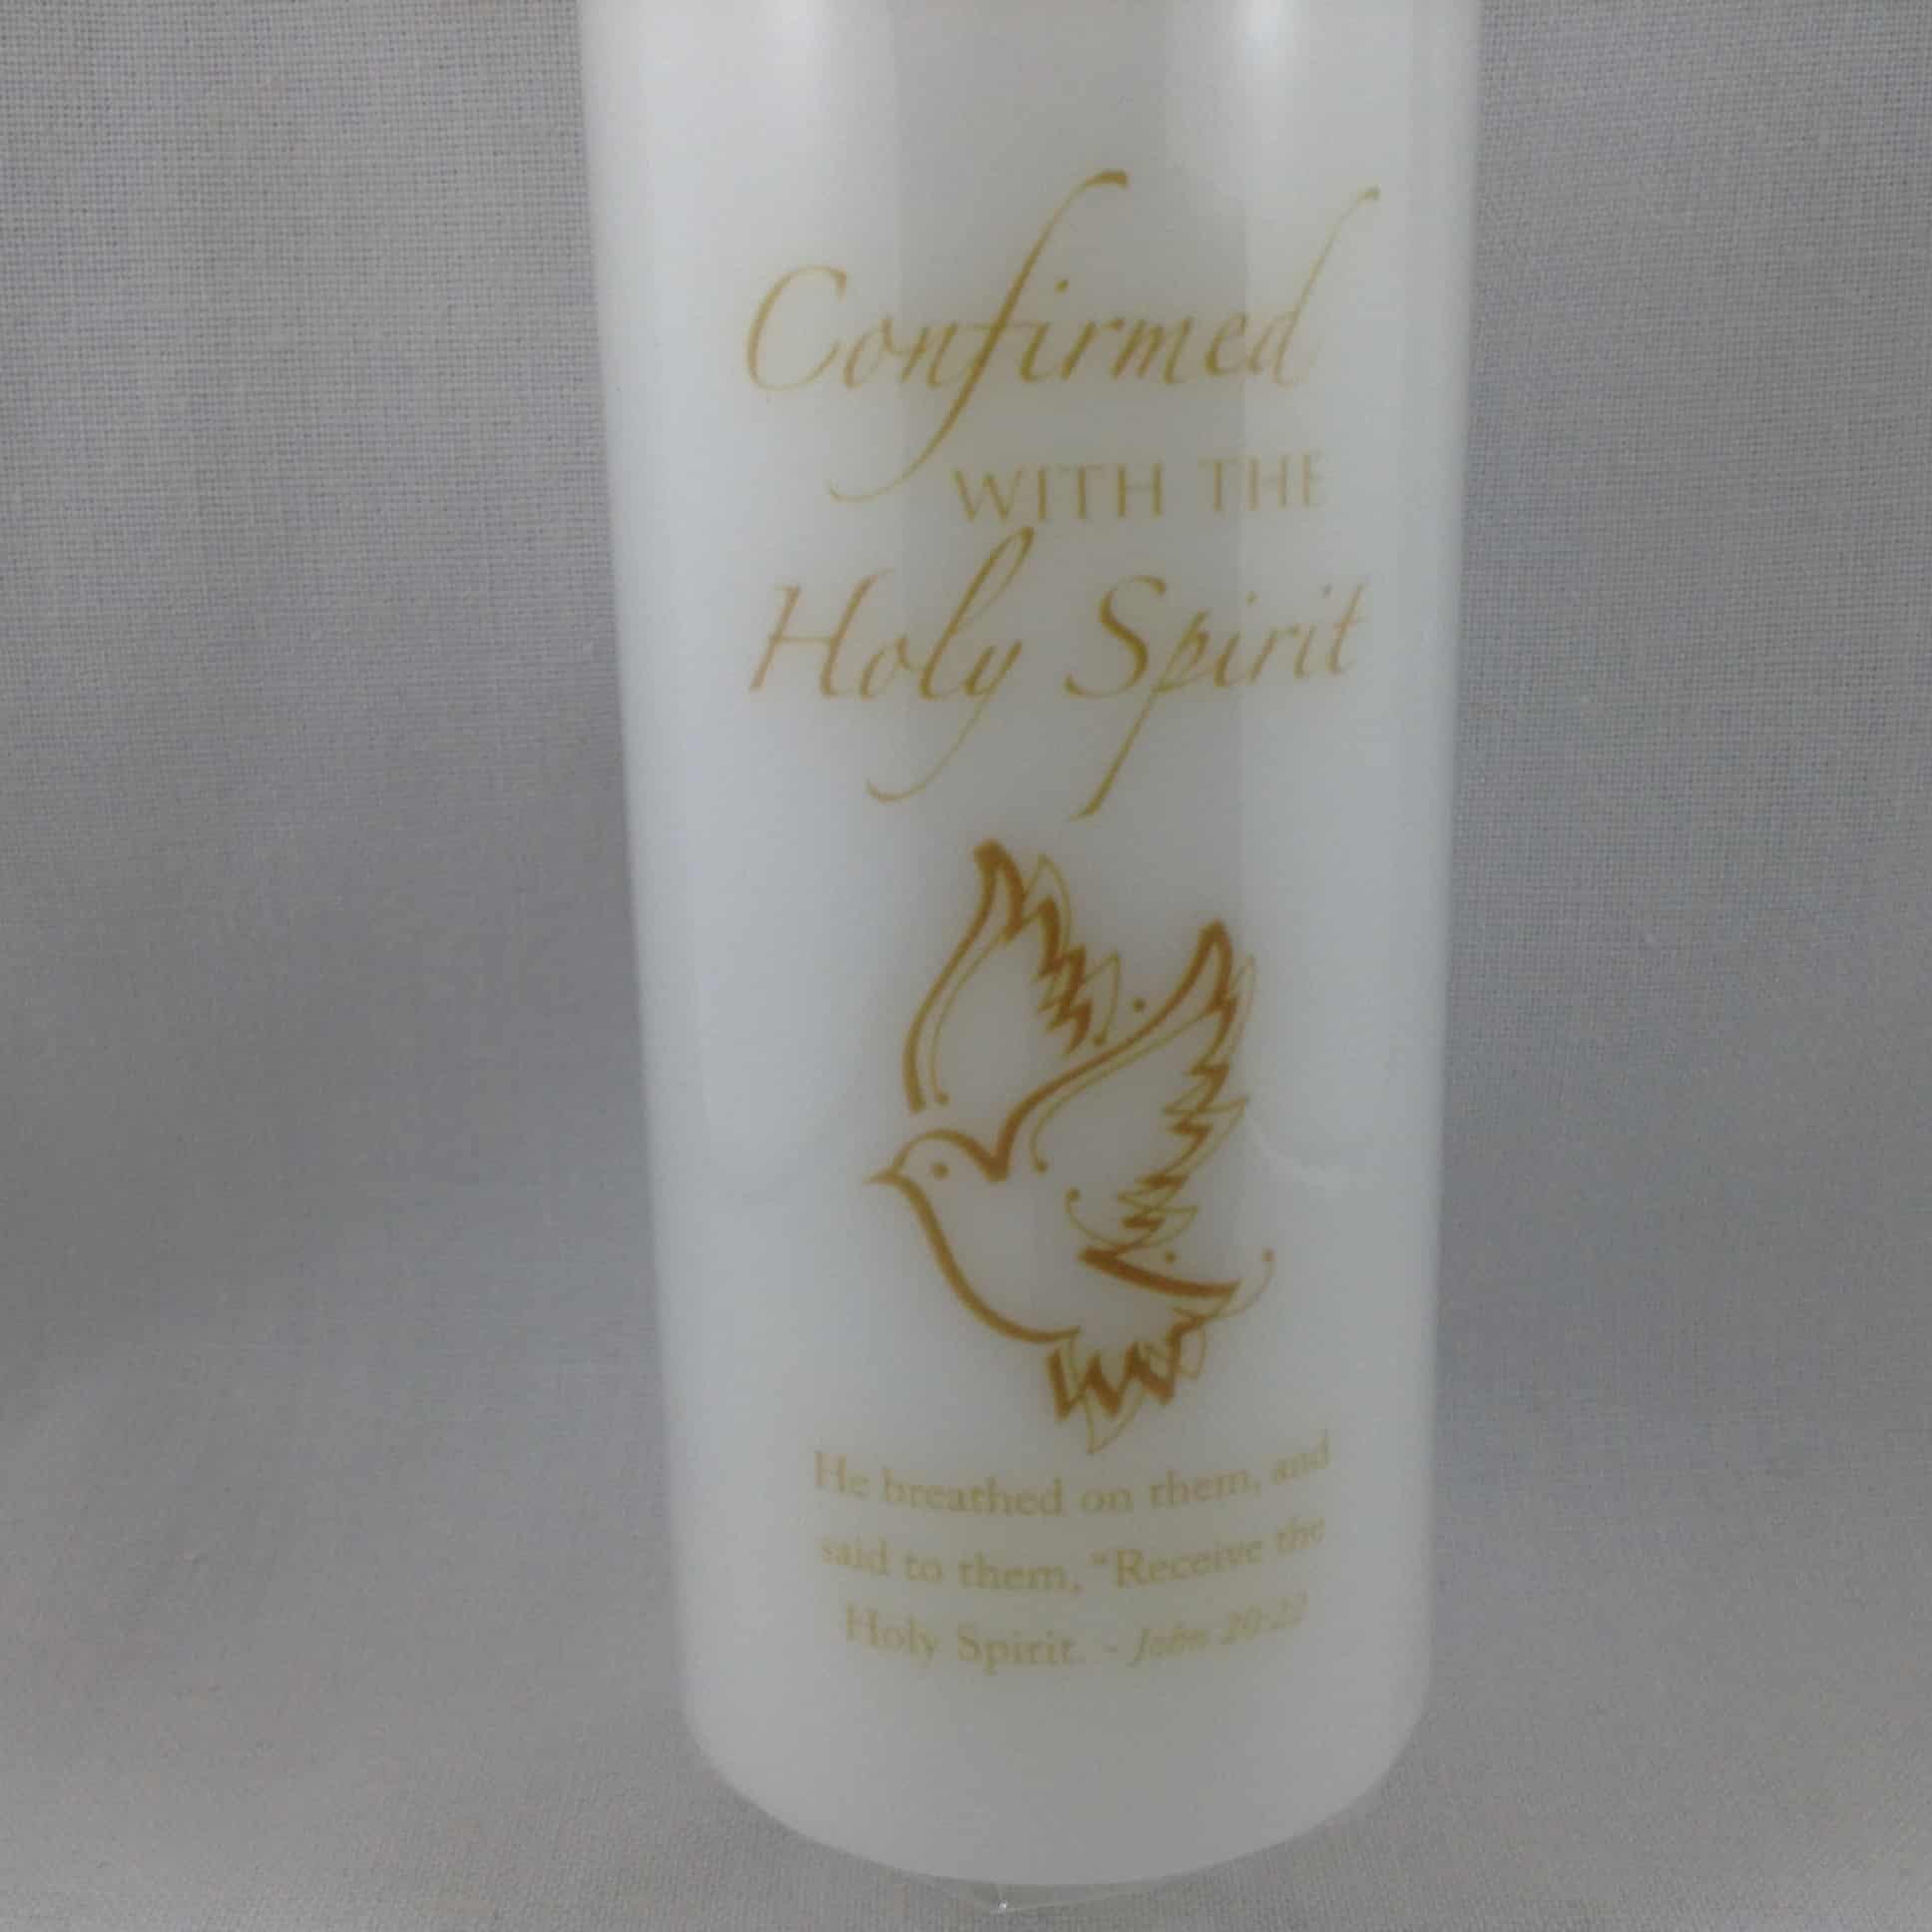 Confirmed
WITH THE
Holy Spirit
He breathed on them, and
said to them, “Receive the
Holy Spirit. - John 20:22